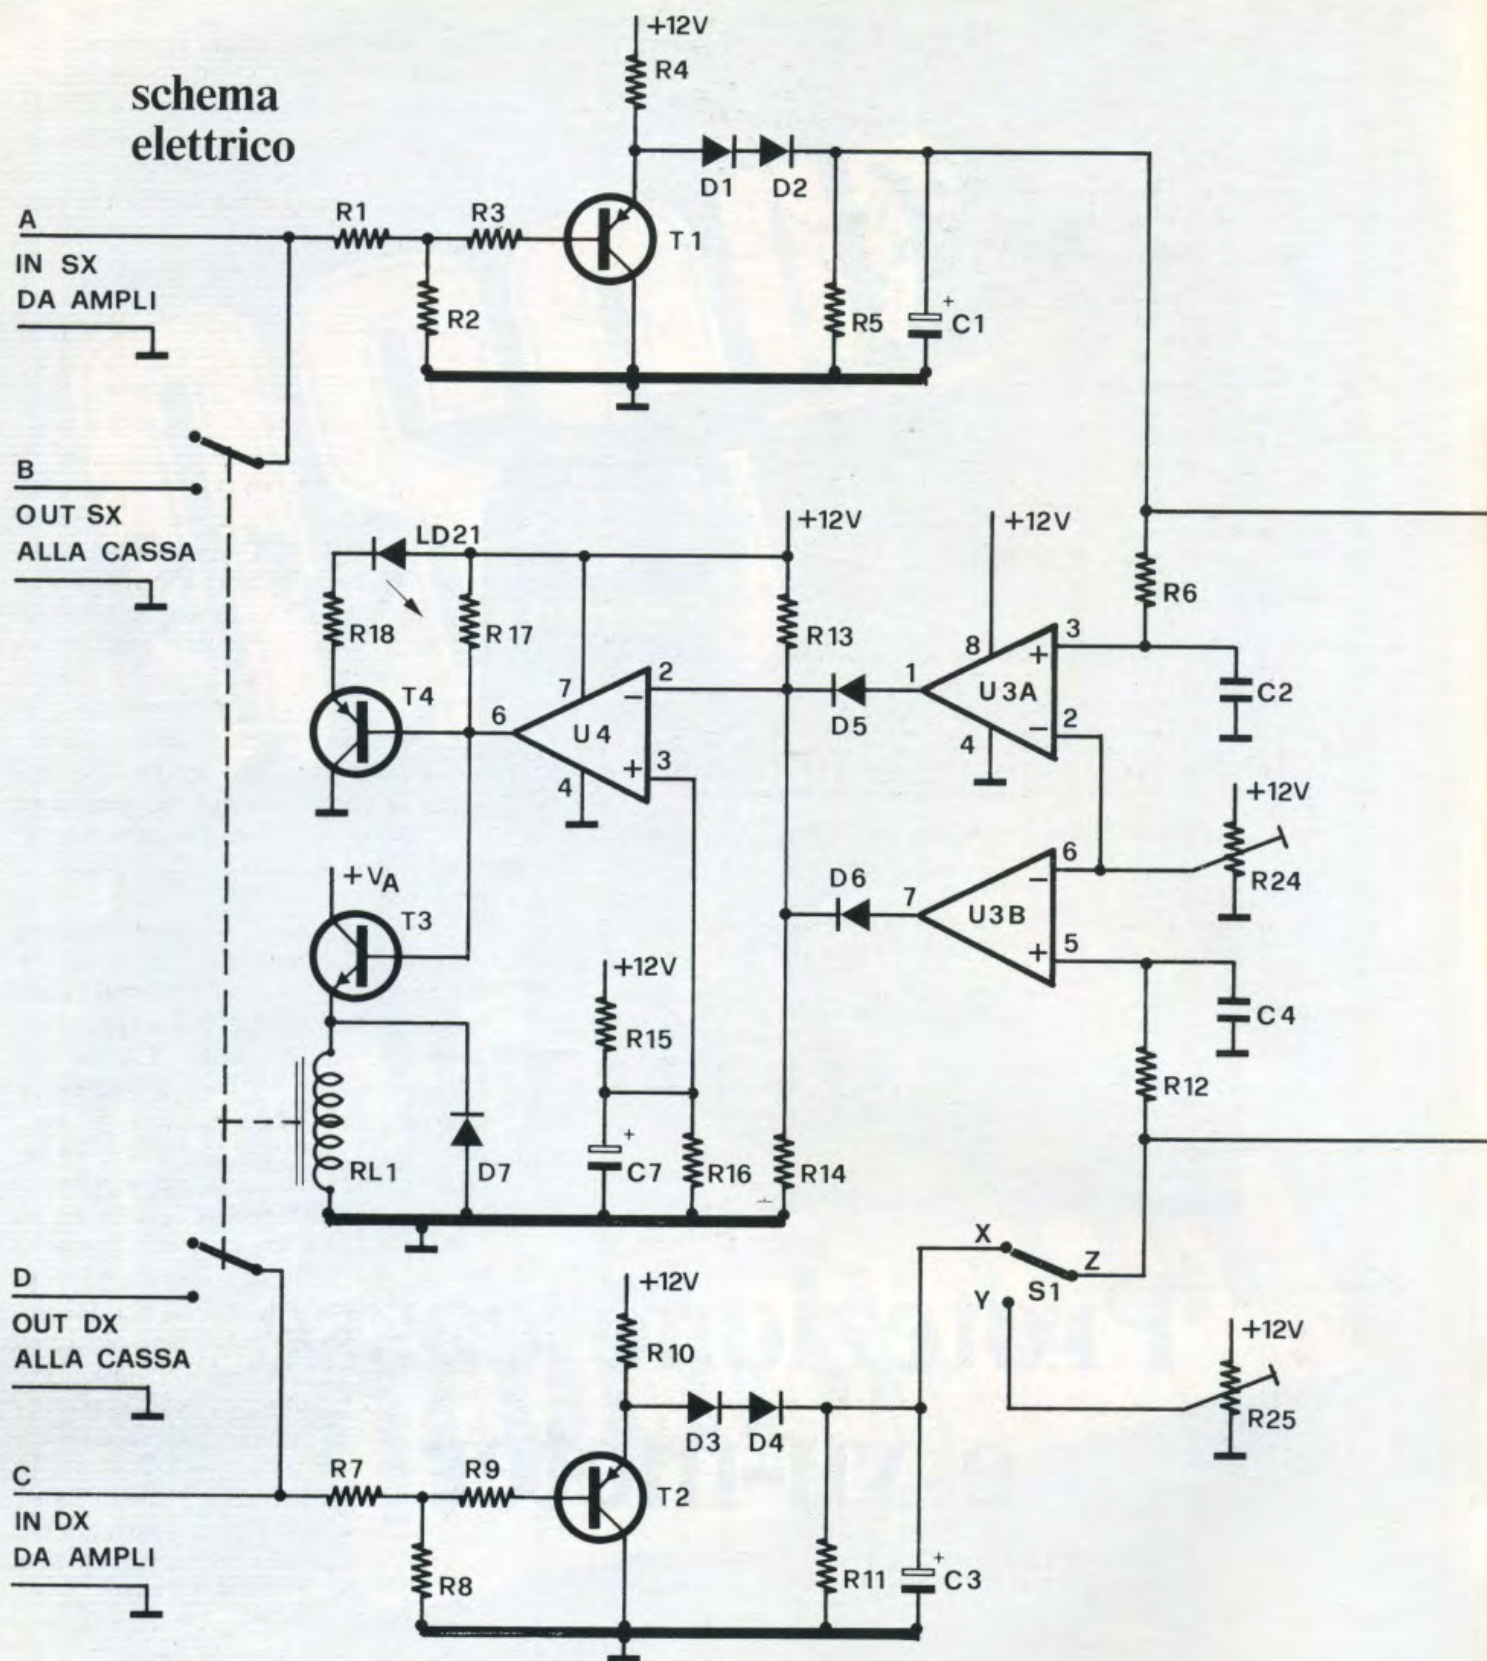 schema
elettrico
+12V
R4
D1
D2
A
R1
R3
T1
IN SX
DA AMPLI
R2
R5
+
C1
B
OUT SX
ALLA CASSA
LD21
+12V
+12V
R6
R18
R17
R13
8
3
+
T4
7
2
−
1
U3A
C2
6
U4
D5
−
2
+
3
4
4
+12V
+VA
D6
6
−
R24
T3
7
U3B
+
5
+12V
C4
R15
R12
+
RL1
D7
C7
R16
R14
X
Z
D
+12V
Y
S1
OUT DX
ALLA CASSA
R10
+12V
D3
D4
R25
C
R7
R9
T2
IN DX
DA AMPLI
R8
R11
+
C3